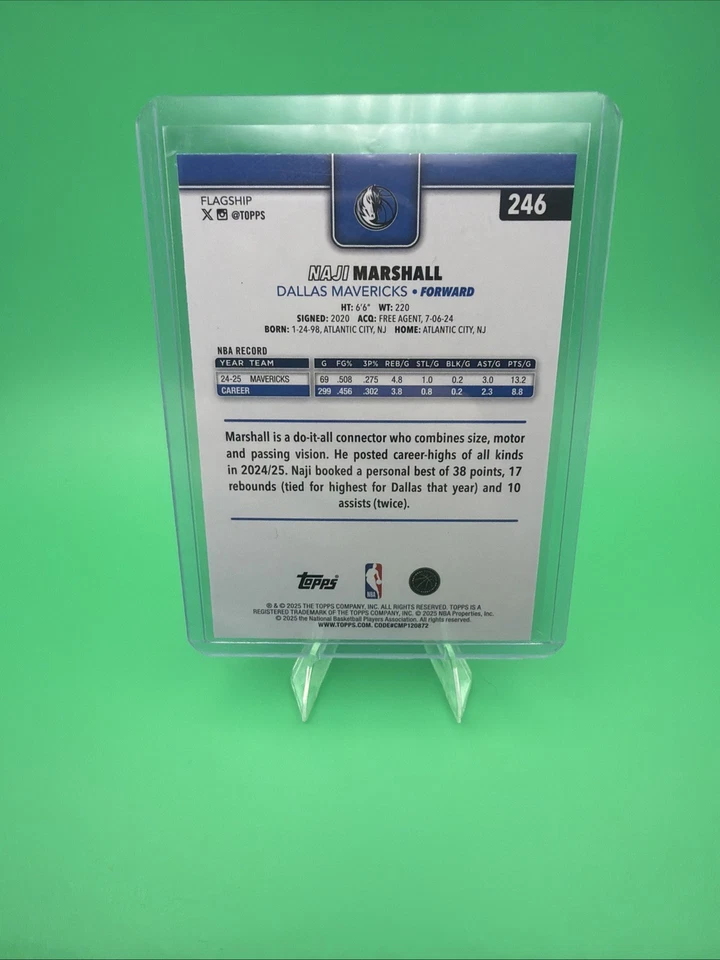 FLAGSHIP
X @TOPPS
246
NAJI MARSHALL
DALLAS MAVERICKS • FORWARD
HT: 6'6" WT: 220
SIGNED: 2020 ACQ: FREE AGENT, 7-06-24
BORN: 1-24-98, ATLANTIC CITY, NJ HOME: ATLANTIC CITY, NJ
NBA RECORD
YEAR TEAM G FG% 3P% REB/G STL/G BLK/G AST/G PTS/G
24-25 MAVERICKS 69 .508 .275 4.8 1.0 0.2 3.0 13.2
CAREER 299 .456 .302 3.8 0.8 0.2 2.3 8.8
Marshall is a do-it-all connector who combines size, motor
and passing vision. He posted career-highs of all kinds
in 2024/25. Naji booked a personal best of 38 points, 17
rebounds (tied for highest for Dallas that year) and 10
assists (twice).
Topps®
NBA
® & © 2025 THE TOPPS COMPANY, INC. ALL RIGHTS RESERVED. TOPPS IS A
REGISTERED TRADEMARK OF THE TOPPS COMPANY, INC. © 2025 NBA Properties, Inc.
© 2025 the National Basketball Players Association. All rights reserved.
WWW.TOPPS.COM. CODE#CMP120872